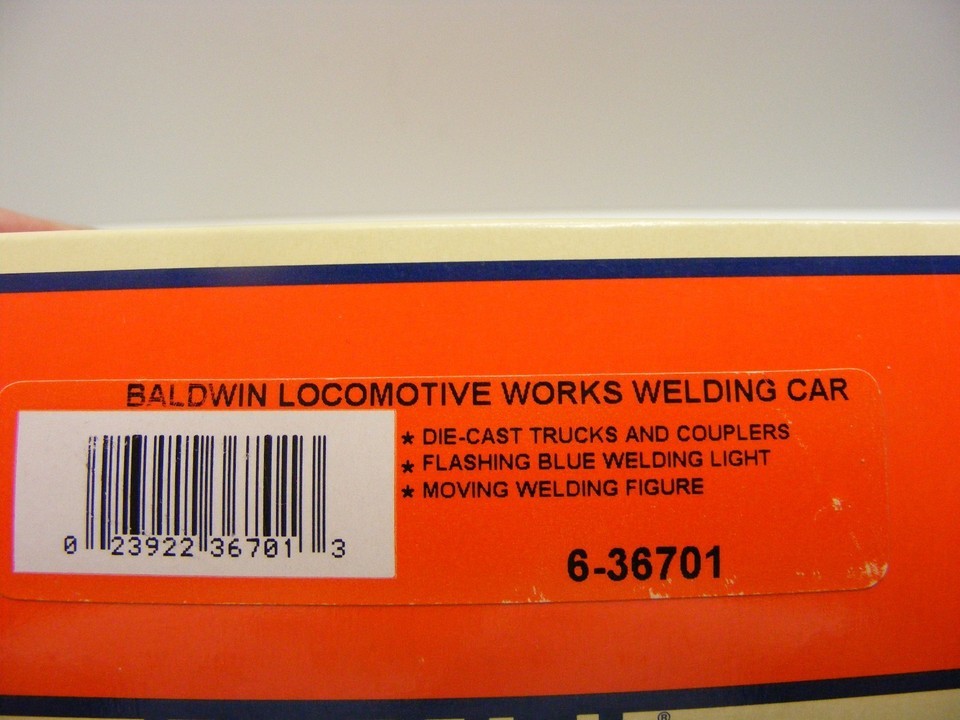 BALDWIN LOCOMOTIVE WORKS WELDING CAR
★ DIE-CAST TRUCKS AND COUPLERS
★ FLASHING BLUE WELDING LIGHT
★ MOVING WELDING FIGURE
0 23922 36701 3
6-36701
®